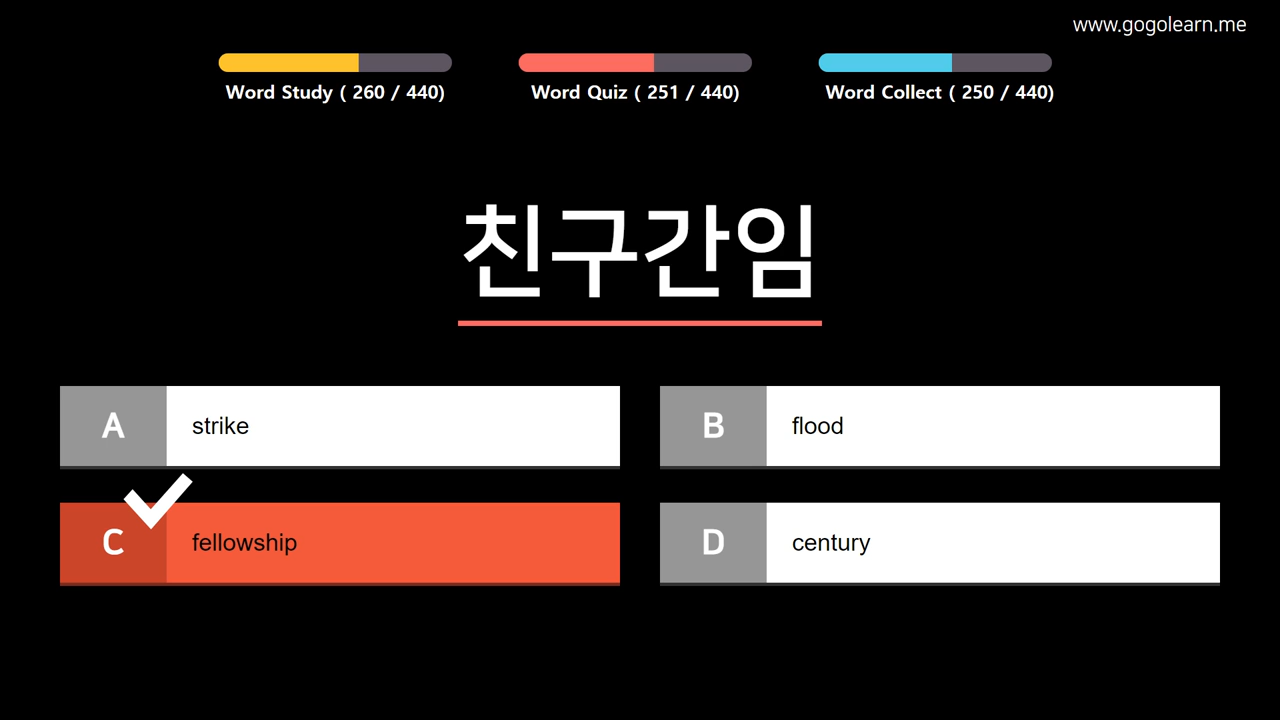 www.gogolearn.me
Word Study ( 260 / 440)
Word Quiz ( 251 / 440)
Word Collect ( 250 / 440)
친구간임
A strike
B flood
C fellowship
D century